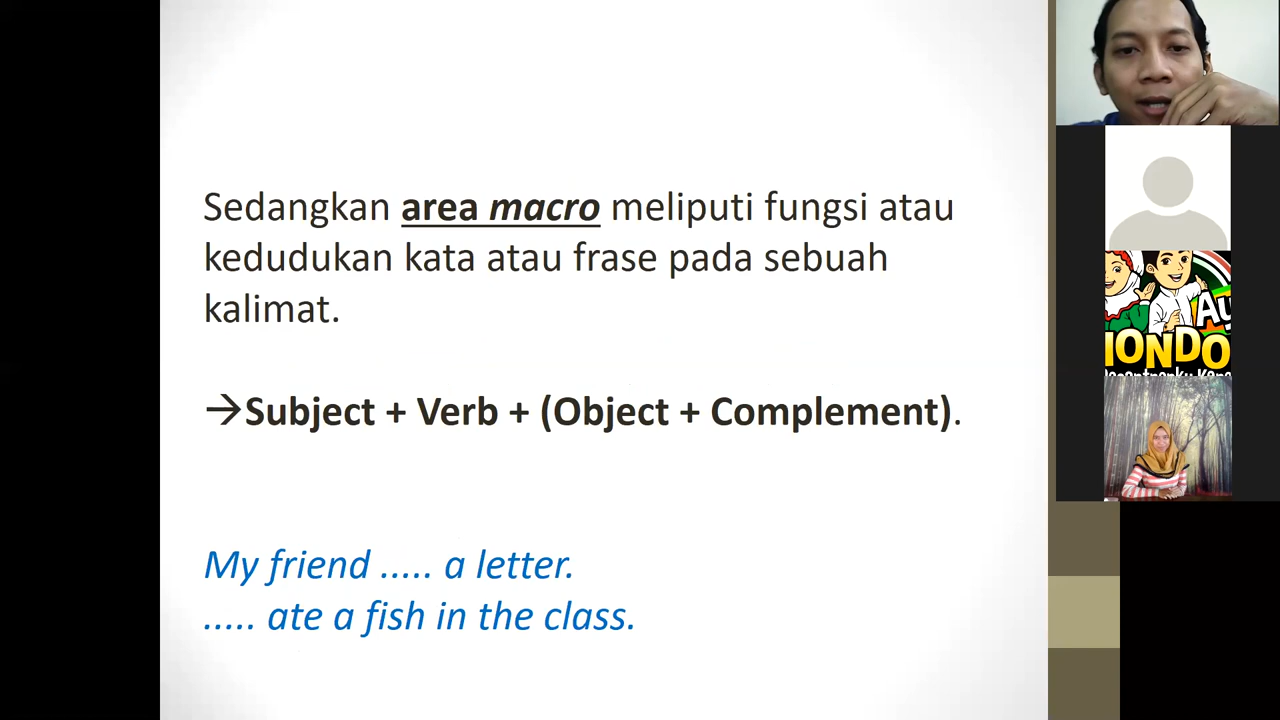 Sedangkan area macro meliputi fungsi atau
kedudukan kata atau frase pada sebuah
kalimat.
→Subject + Verb + (Object + Complement).
My friend ..... a letter.
..... ate a fish in the class.